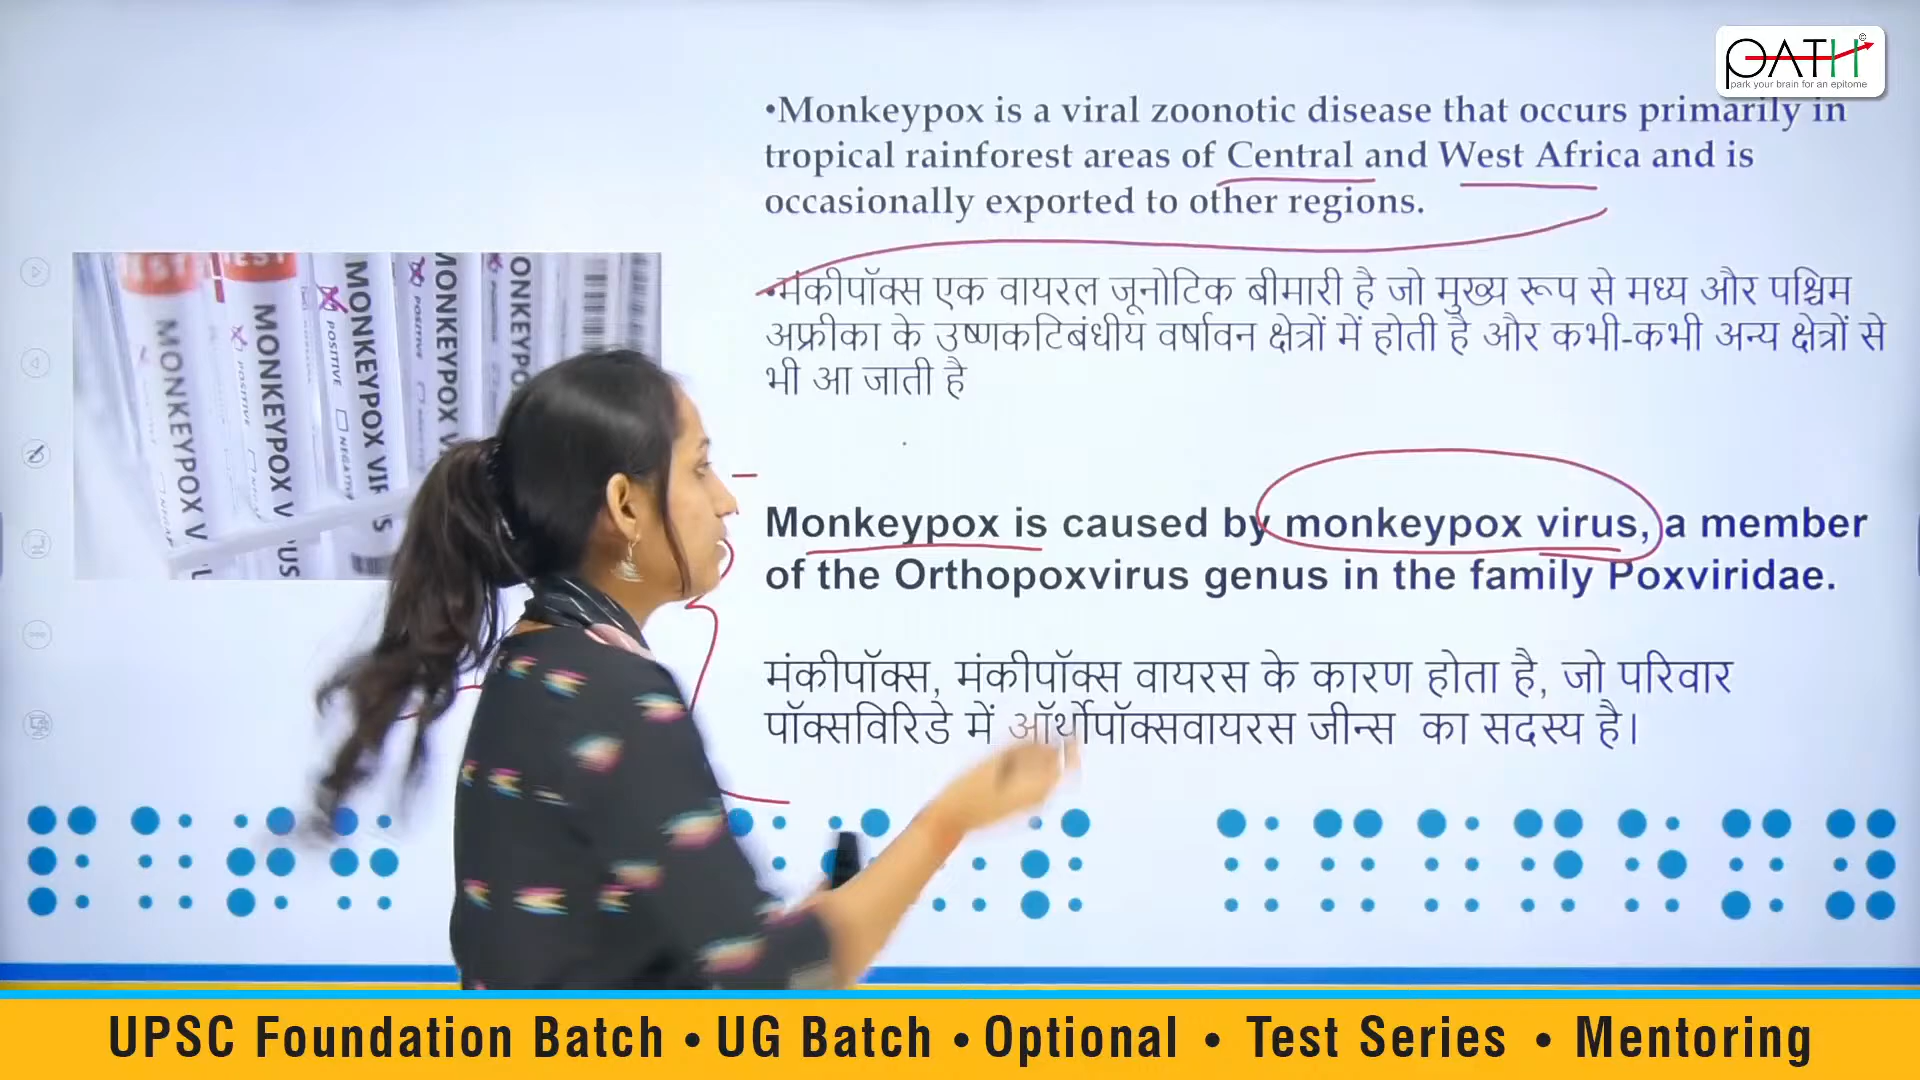 PATH
©
park your brain for an epitome
•Monkeypox is a viral zoonotic disease that occurs primarily in
tropical rainforest areas of Central and West Africa and is
occasionally exported to other regions.
•मंकीपॉक्स एक वायरल जूनोटिक बीमारी है जो मुख्य रूप से मध्य और पश्चिम
अफ्रीका के उष्णकटिबंधीय वर्षावन क्षेत्रों में होती है और कभी-कभी अन्य क्षेत्रों से
भी आ जाती है
Monkeypox is caused by monkeypox virus, a member
of the Orthopoxvirus genus in the family Poxviridae.
मंकीपॉक्स, मंकीपॉक्स वायरस के कारण होता है, जो परिवार
पॉक्सविरिडे में ऑर्थोपॉक्सवायरस जीन्स का सदस्य है।
MONKEYPOX V
MONKEYPOX V
POSITIVE
MONKEYPOX VIR
POSITIVE
NEGATIVE
MONKEYPOX V
POSITIVE
ONKEYPO
UPSC Foundation Batch • UG Batch • Optional • Test Series • Mentoring